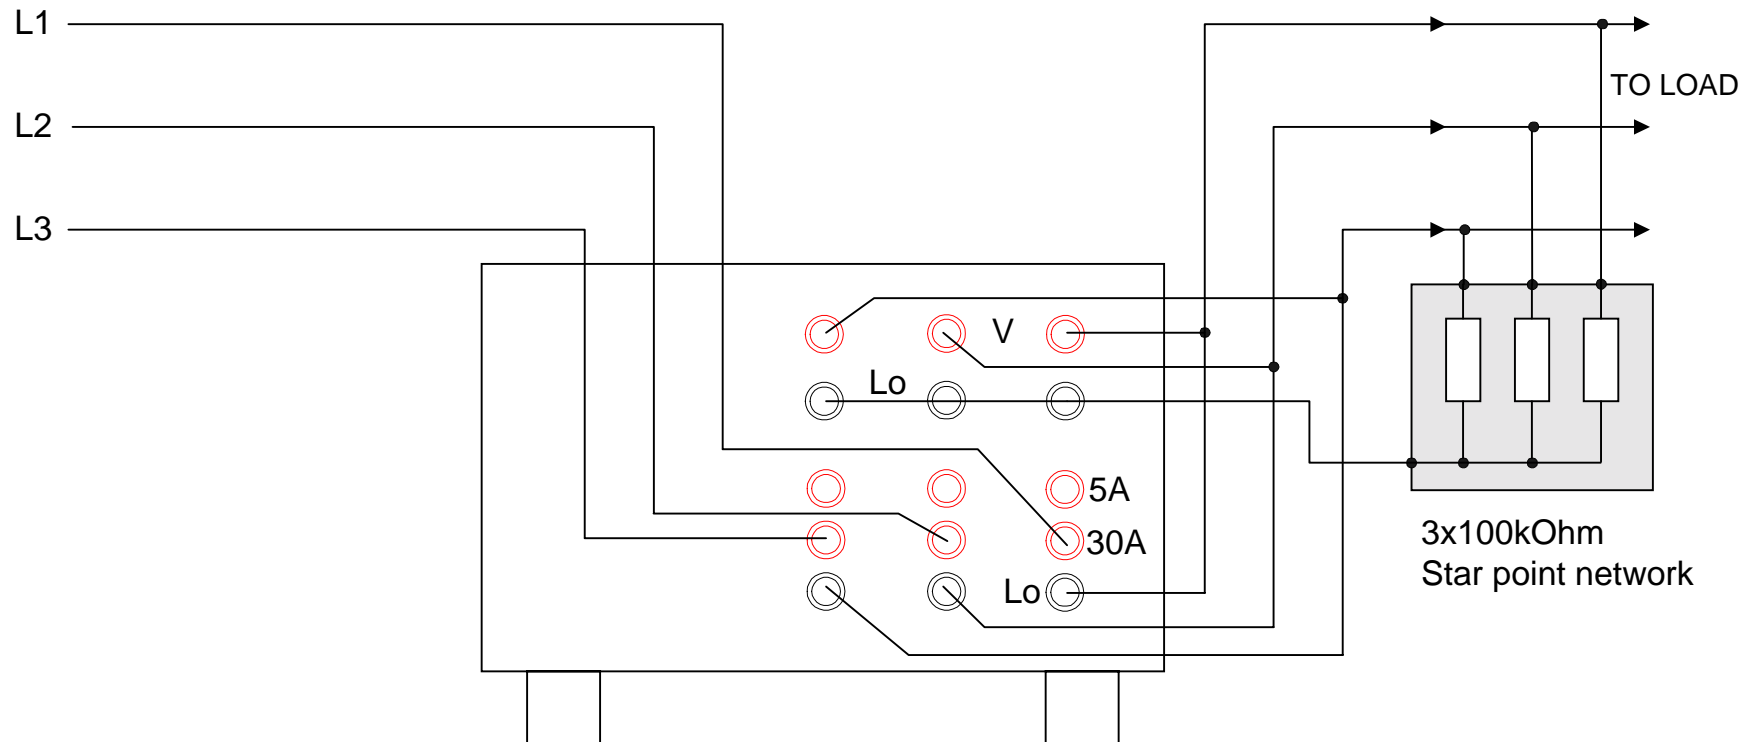 L1
TO LOAD
L2
L3
V
Lo
5A
30A
Lo
3x100kOhm
Star point network